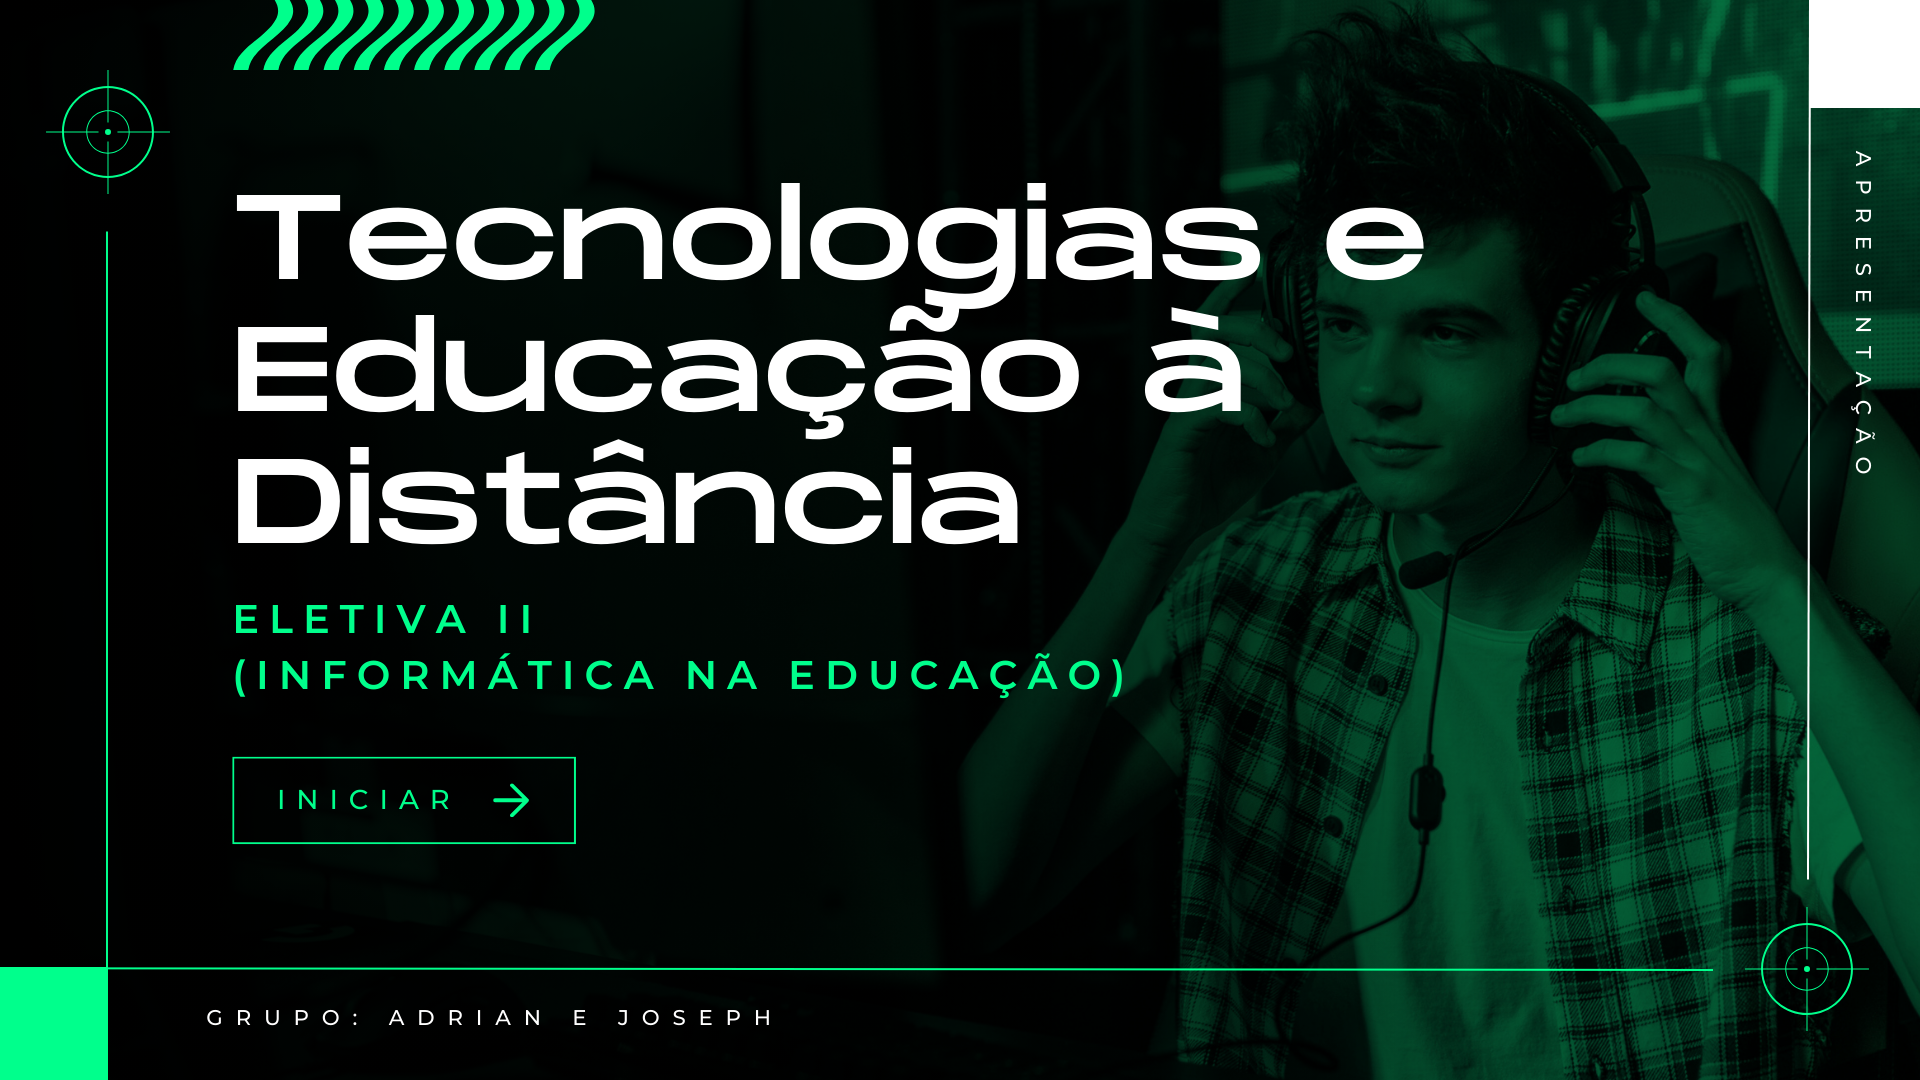 Tecnologias e
Educação à
Distância
ELETIVA II
(INFORMÁTICA NA EDUCAÇÃO)
INICIAR
GRUPO: ADRIAN E JOSEPH
APRESENTAÇÃO